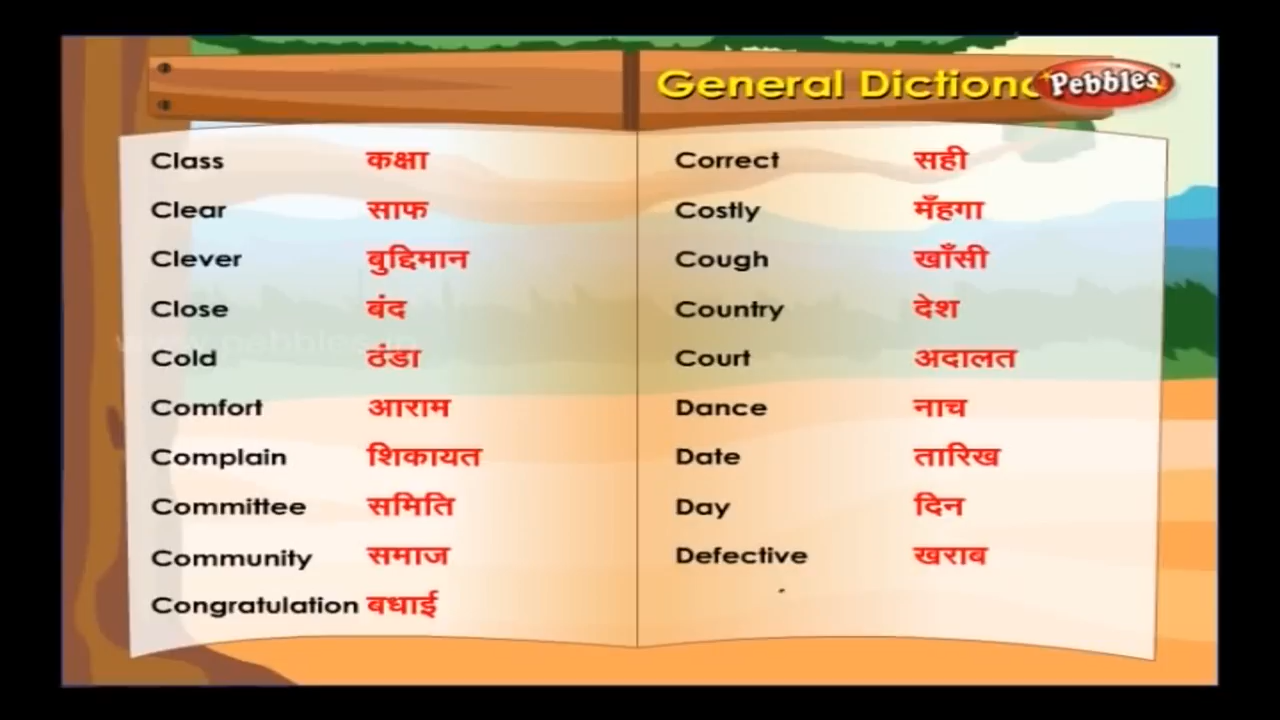 General Dictiona
Pebbles
Class कक्षा
Clear साफ
Clever बुद्दिमान
Close बंद
Cold ठंडा
Comfort आराम
Complain शिकायत
Committee समिति
Community समाज
Congratulation बधाई
Correct सही
Costly मँहगा
Cough खाँसी
Country देश
Court अदालत
Dance नाच
Date तारिख
Day दिन
Defective खराब